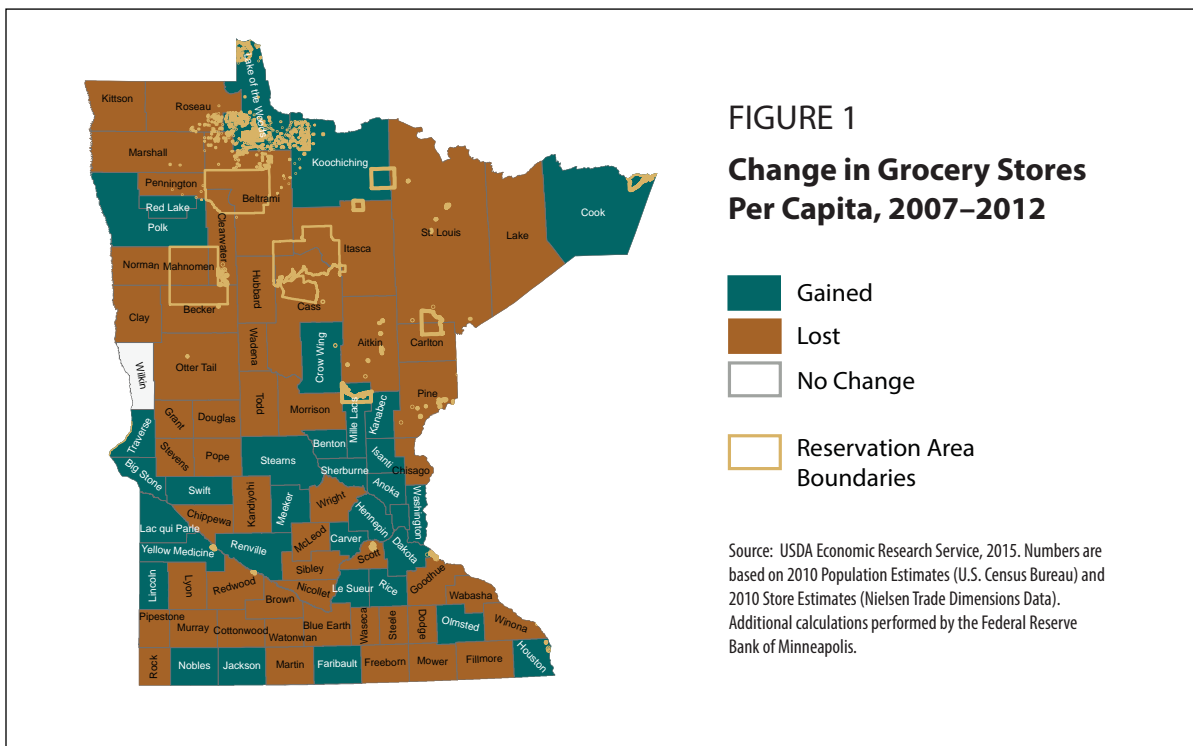 FIGURE 1
Change in Grocery Stores
Per Capita, 2007–2012
Gained
Lost
No Change
Reservation Area
Boundaries
Source: USDA Economic Research Service, 2015. Numbers are
based on 2010 Population Estimates (U.S. Census Bureau) and
2010 Store Estimates (Nielsen Trade Dimensions Data).
Additional calculations performed by the Federal Reserve
Bank of Minneapolis.
Kittson
Roseau
Lake of the Woods
Marshall
Koochiching
Pennington
Beltrami
Red Lake
Polk
Clearwater
Cook
St. Louis
Lake
Itasca
Norman
Mahnomen
Hubbard
Cass
Becker
Clay
Wadena
Crow Wing
Aitkin
Carlton
Wilkin
Otter Tail
Pine
Todd
Morrison
Mille Lacs
Kanabec
Grant
Douglas
Traverse
Benton
Isanti
Stevens
Pope
Stearns
Sherburne
Chisago
Big Stone
Swift
Kandiyohi
Meeker
Wright
Anoka
Washington
Hennepin
Lac qui Parle
Chippewa
McLeod
Carver
Dakota
Yellow Medicine
Renville
Scott
Sibley
Lincoln
Lyon
Redwood
Nicollet
Le Sueur
Rice
Goodhue
Brown
Wabasha
Pipestone
Murray
Cottonwood
Watonwan
Blue Earth
Waseca
Steele
Dodge
Olmsted
Winona
Rock
Nobles
Jackson
Martin
Faribault
Freeborn
Mower
Fillmore
Houston